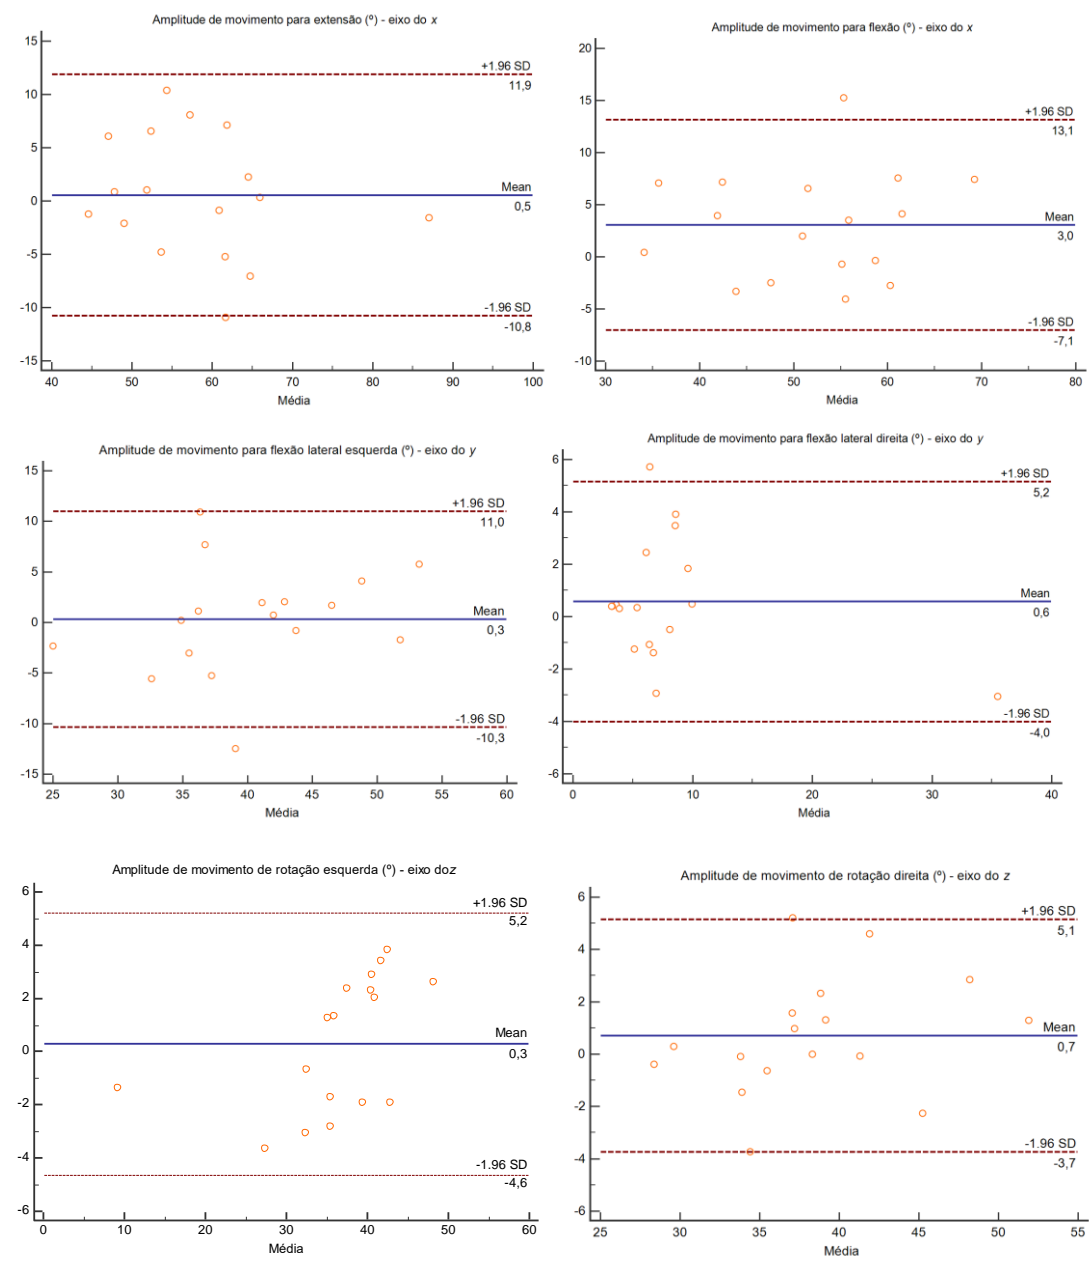 Amplitude de movimento para extensão (º) - eixo do x
15
10
5
0
-5
-10
-15
+1.96 SD
11,9
Mean
0,5
-1.96 SD
-10,8
40 50 60 70 80 90 100
Média
Amplitude de movimento para flexão (º) - eixo do x
20
15
10
5
0
-5
-10
+1.96 SD
13,1
Mean
3,0
-1.96 SD
-7,1
30 40 50 60 70 80
Média
Amplitude de movimento para flexão lateral esquerda (º) - eixo do y
15
10
5
0
-5
-10
-15
+1.96 SD
11,0
Mean
0,3
-1.96 SD
-10,3
25 30 35 40 45 50 55 60
Média
Amplitude de movimento para flexão lateral direita (º) - eixo do y
6
4
2
0
-2
-4
-6
+1.96 SD
5,2
Mean
0,6
-1.96 SD
-4,0
0 10 20 30 40
Média
Amplitude de movimento de rotação esquerda (º) - eixo doz
6
4
2
0
-2
-4
-6
+1.96 SD
5,2
Mean
0,3
-1.96 SD
-4,6
0 10 20 30 40 50 60
Média
Amplitude de movimento de rotação direita (º) - eixo do z
6
4
2
0
-2
-4
-6
+1.96 SD
5,1
Mean
0,7
-1.96 SD
-3,7
25 30 35 40 45 50 55
Média